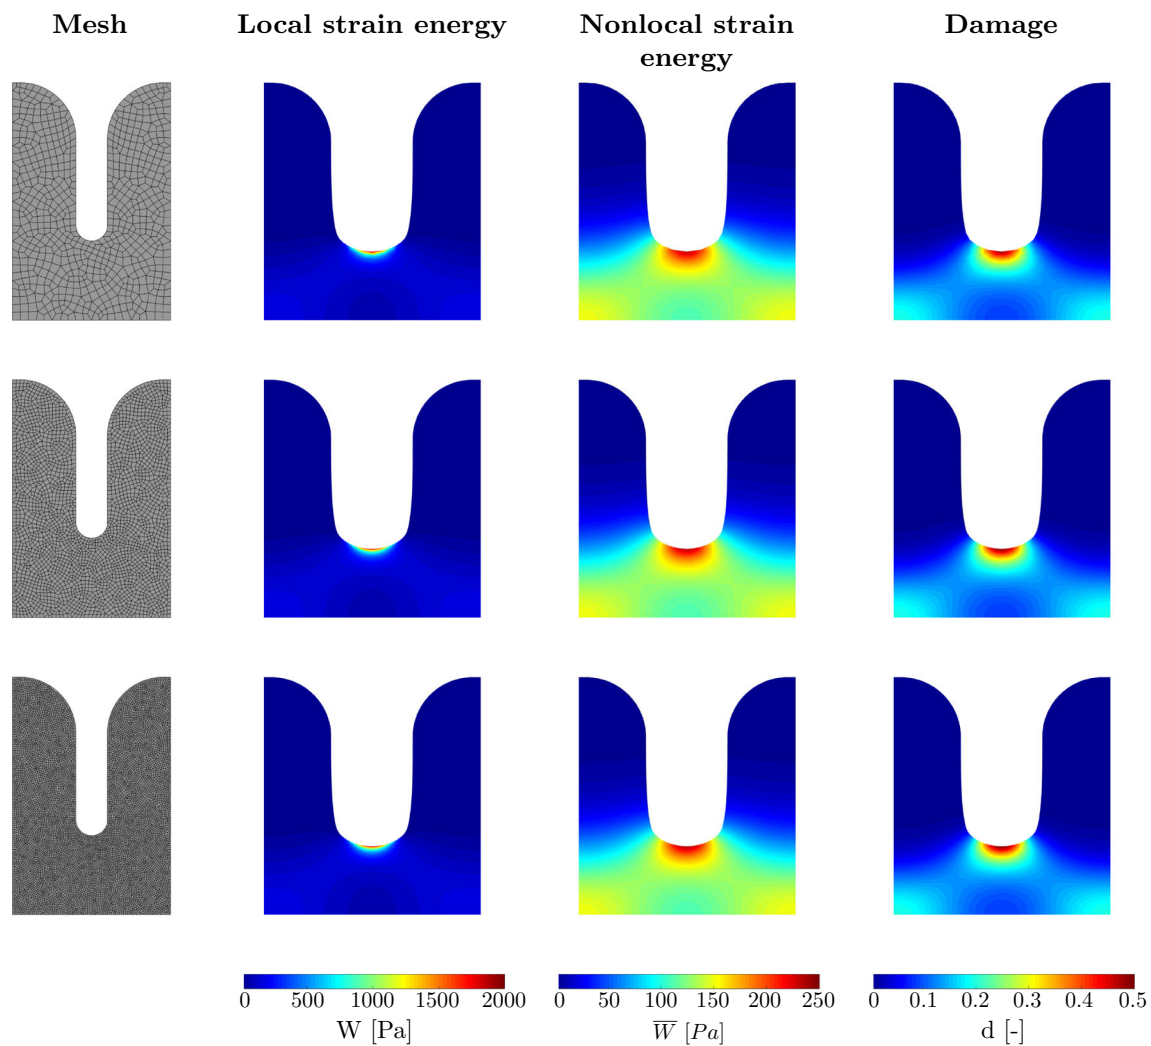 Mesh
Local strain energy
Nonlocal strain
energy
Damage
0 500 1000 1500 2000
W [Pa]
0 50 100 150 200 250
W̅ [Pa]
0 0.1 0.2 0.3 0.4 0.5
d [-]